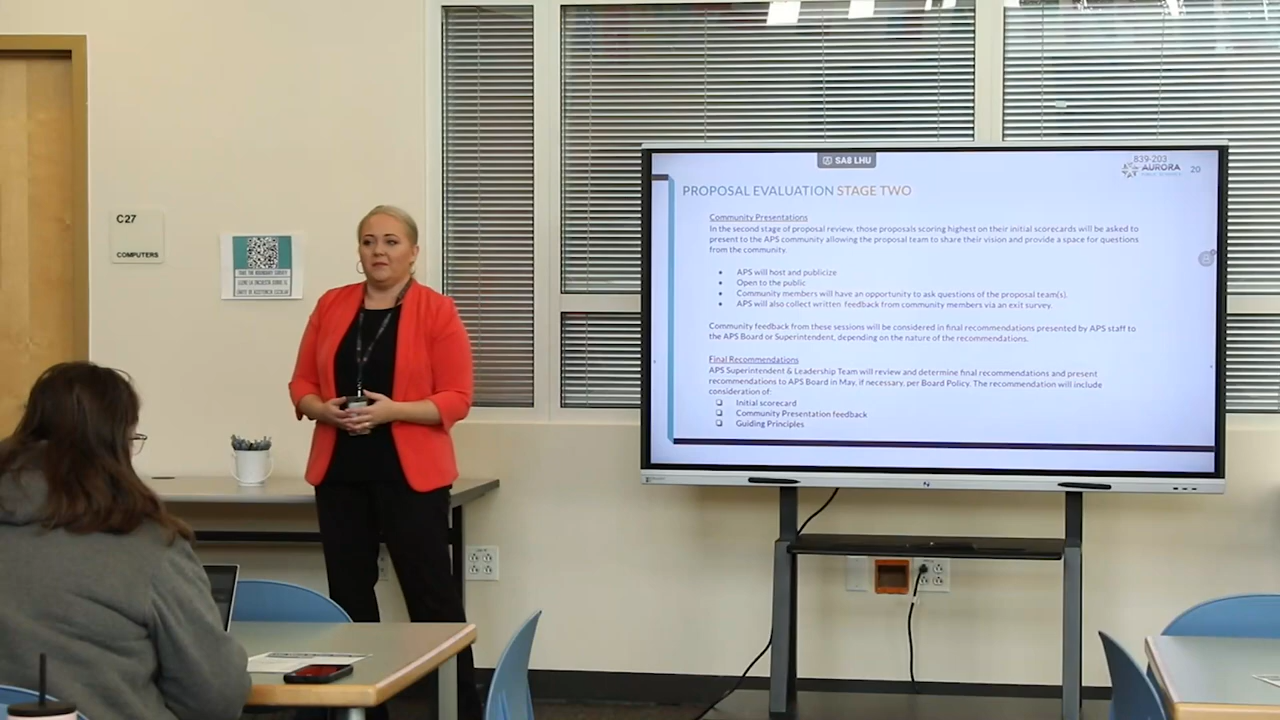 C27
COMPUTERS
TAKE THE BOUNDARY SURVEY
SA8 LHU
839-203
AURORA
20
PROPOSAL EVALUATION STAGE TWO
Community Presentations
In the second stage of proposal review, those proposals scoring highest on their initial scorecards will be asked to
present to the APS community allowing the proposal team to share their vision and provide a space for questions
from the community.
• APS will host and publicize
• Open to the public
• Community members will have an opportunity to ask questions of the proposal team(s).
• APS will also collect written feedback from community members via an exit survey.
Community feedback from these sessions will be considered in final recommendations presented by APS staff to
the APS Board or Superintendent, depending on the nature of the recommendations.
Final Recommendations
APS Superintendent & Leadership Team will review and determine final recommendations and present
recommendations to APS Board in May, if necessary, per Board Policy. The recommendation will include
consideration of:
❑ Initial scorecard
❑ Community Presentation feedback
❑ Guiding Principles